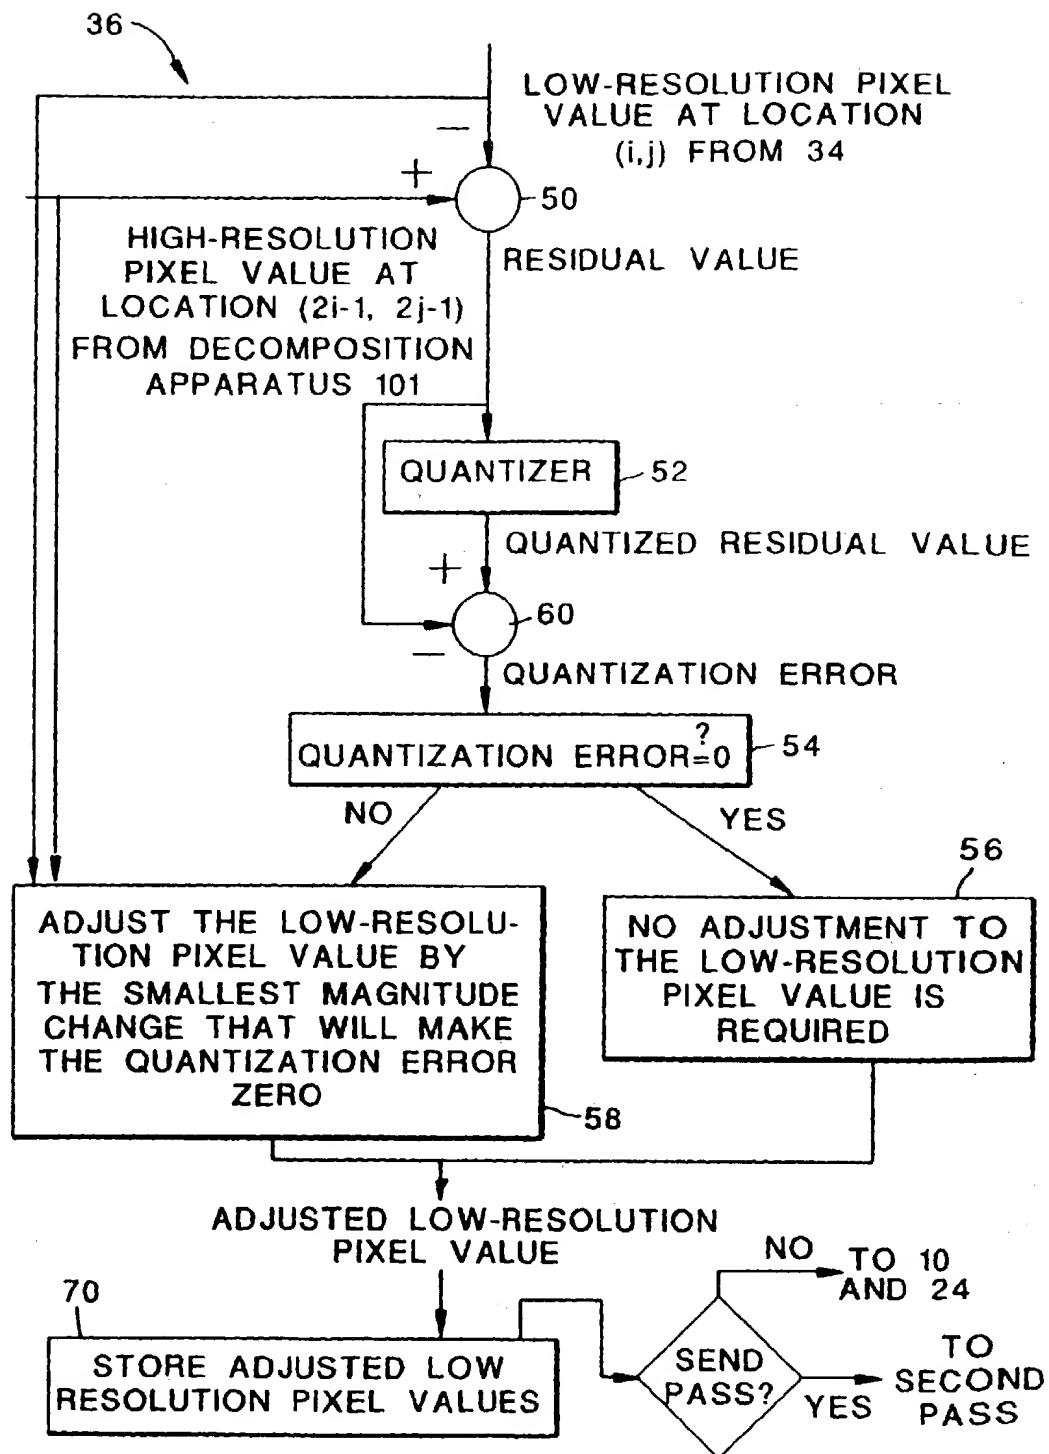 36
LOW-RESOLUTION PIXEL
VALUE AT LOCATION
(i,j) FROM 34
−
+
50
HIGH-RESOLUTION
PIXEL VALUE AT
LOCATION (2i-1, 2j-1)
FROM DECOMPOSITION
APPARATUS 101
RESIDUAL VALUE
QUANTIZER
52
QUANTIZED RESIDUAL VALUE
+
60
−
QUANTIZATION ERROR
QUANTIZATION ERROR=?0
54
NO
YES
56
ADJUST THE LOW-RESOLU-
TION PIXEL VALUE BY
THE SMALLEST MAGNITUDE
CHANGE THAT WILL MAKE
THE QUANTIZATION ERROR
ZERO
58
NO ADJUSTMENT TO
THE LOW-RESOLUTION
PIXEL VALUE IS
REQUIRED
ADJUSTED LOW-RESOLUTION
PIXEL VALUE
70
STORE ADJUSTED LOW
RESOLUTION PIXEL VALUES
SEND
PASS?
NO
TO 10
AND 24
YES
TO
SECOND
PASS